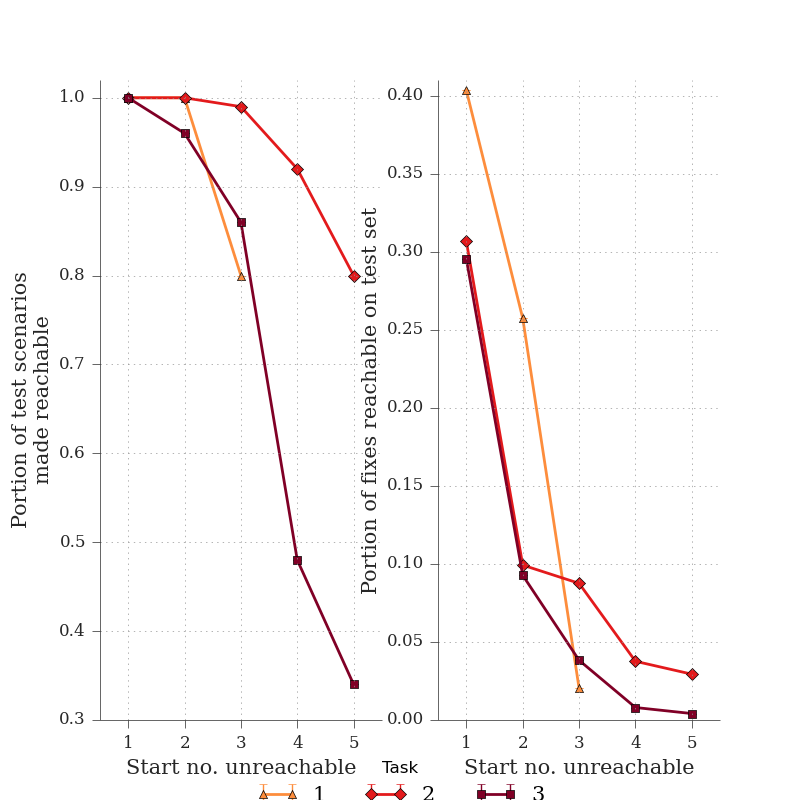 Portion of test scenarios
made reachable
1.0
0.9
0.8
0.7
0.6
0.5
0.4
0.3
1 2 3 4 5
Start no. unreachable
Portion of fixes reachable on test set
0.40
0.35
0.30
0.25
0.20
0.15
0.10
0.05
0.00
1 2 3 4 5
Start no. unreachable
Task
1 2 3